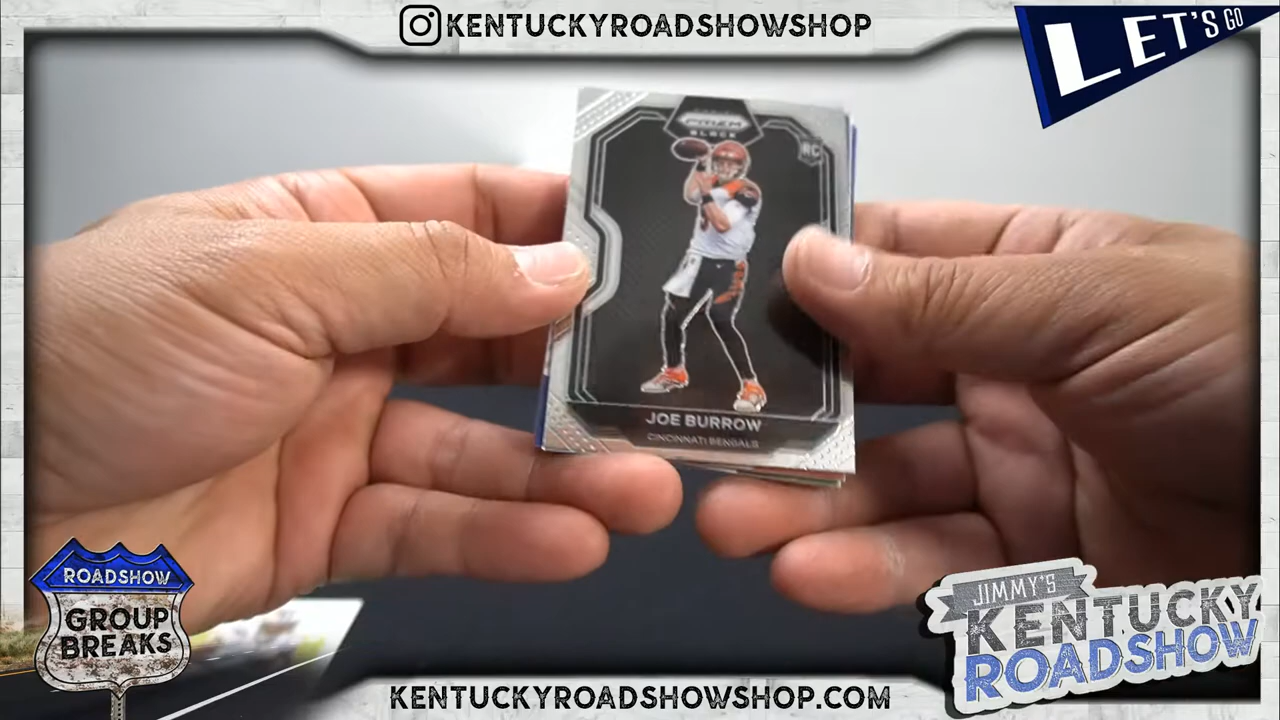 KENTUCKYROADSHOWSHOP
LET'S GO
PRIZM
BLACK
RC
JOE BURROW
CINCINNATI BENGALS
ROADSHOW
GROUP
BREAKS
JIMMY'S
KENTUCKY
ROADSHOW
KENTUCKYROADSHOWSHOP.COM